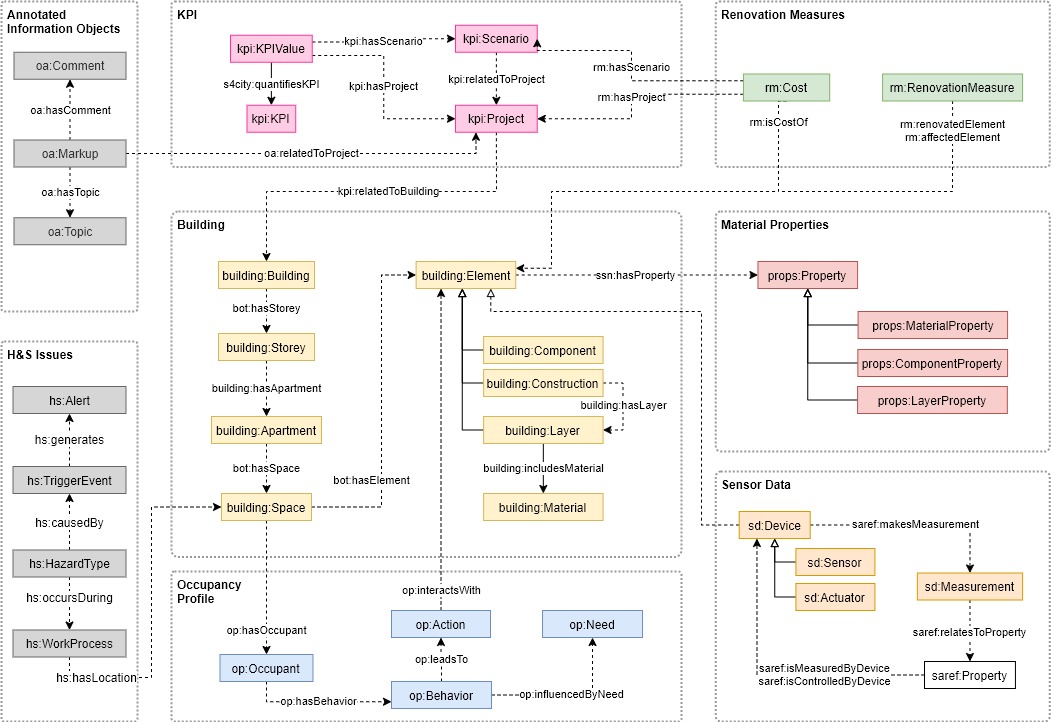 Annotated
Information Objects
oa:Comment
oa:hasComment
oa:Markup
oa:hasTopic
oa:Topic
oa:relatedToProject
KPI
kpi:KPIValue
kpi:hasScenario
kpi:Scenario
s4city:quantifiesKPI
kpi:hasProject
kpi:relatedToProject
kpi:KPI
kpi:Project
kpi:relatedToBuilding
Renovation Measures
rm:hasScenario
rm:hasProject
rm:Cost
rm:RenovationMeasure
rm:isCostOf
rm:renovatedElement
rm:affectedElement
Building
building:Building
bot:hasStorey
building:Storey
building:hasApartment
building:Apartment
bot:hasSpace
building:Space
bot:hasElement
building:Element
ssn:hasProperty
building:Component
building:Construction
building:hasLayer
building:Layer
building:includesMaterial
building:Material
Material Properties
props:Property
props:MaterialProperty
props:ComponentProperty
props:LayerProperty
H&S Issues
hs:Alert
hs:generates
hs:TriggerEvent
hs:causedBy
hs:HazardType
hs:occursDuring
hs:WorkProcess
hs:hasLocation
Occupancy
Profile
op:hasOccupant
op:Occupant
op:hasBehavior
op:interactsWith
op:Action
op:leadsTo
op:Behavior
op:influencedByNeed
op:Need
Sensor Data
sd:Device
saref:makesMeasurement
sd:Sensor
sd:Actuator
sd:Measurement
saref:relatesToProperty
saref:isMeasuredByDevice
saref:isControlledByDevice
saref:Property